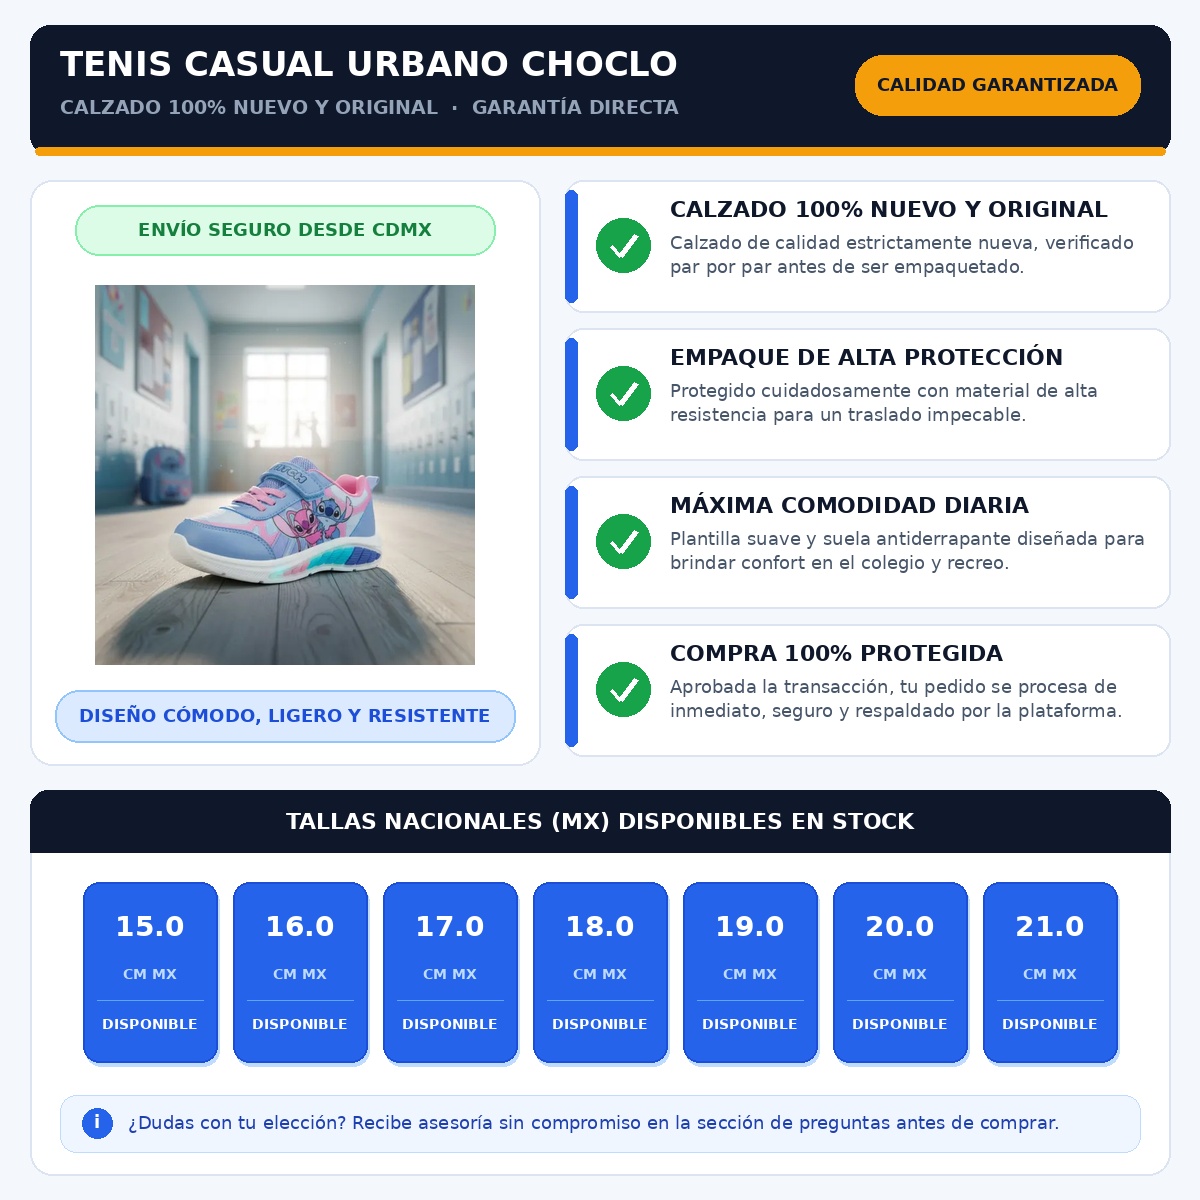 TENIS CASUAL URBANO CHOCLO
CALZADO 100% NUEVO Y ORIGINAL · GARANTÍA DIRECTA
CALIDAD GARANTIZADA
ENVÍO SEGURO DESDE CDMX
STITCH
DISEÑO CÓMODO, LIGERO Y RESISTENTE
CALZADO 100% NUEVO Y ORIGINAL
Calzado de calidad estrictamente nueva, verificado
par por par antes de ser empaquetado.
EMPAQUE DE ALTA PROTECCIÓN
Protegido cuidadosamente con material de alta
resistencia para un traslado impecable.
MÁXIMA COMODIDAD DIARIA
Plantilla suave y suela antiderrapante diseñada para
brindar confort en el colegio y recreo.
COMPRA 100% PROTEGIDA
Aprobada la transacción, tu pedido se procesa de
inmediato, seguro y respaldado por la plataforma.
TALLAS NACIONALES (MX) DISPONIBLES EN STOCK
15.0 16.0 17.0 18.0 19.0 20.0 21.0
CM MX CM MX CM MX CM MX CM MX CM MX CM MX
DISPONIBLE DISPONIBLE DISPONIBLE DISPONIBLE DISPONIBLE DISPONIBLE DISPONIBLE
i ¿Dudas con tu elección? Recibe asesoría sin compromiso en la sección de preguntas antes de comprar.